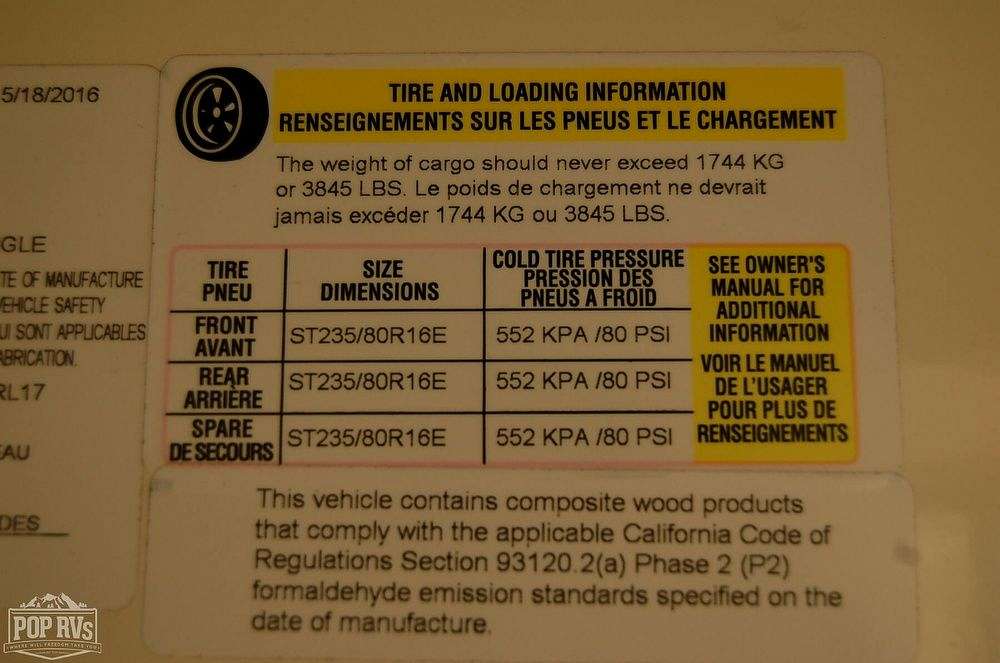 5/18/2016
GLE
TE OF MANUFACTURE
EHICLE SAFETY
UI SONT APPLICABLES
ABRICATION.
RL17
EAU
DES
TIRE AND LOADING INFORMATION
RENSEIGNEMENTS SUR LES PNEUS ET LE CHARGEMENT
The weight of cargo should never exceed 1744 KG
or 3845 LBS. Le poids de chargement ne devrait
jamais excéder 1744 KG ou 3845 LBS.
TIRE
PNEU
SIZE
DIMENSIONS
COLD TIRE PRESSURE
PRESSION DES
PNEUS A FROID
FRONT
AVANT
ST235/80R16E
552 KPA /80 PSI
REAR
ARRIÈRE
ST235/80R16E
552 KPA /80 PSI
SPARE
DE SECOURS
ST235/80R16E
552 KPA /80 PSI
SEE OWNER'S
MANUAL FOR
ADDITIONAL
INFORMATION
VOIR LE MANUEL
DE L'USAGER
POUR PLUS DE
RENSEIGNEMENTS
This vehicle contains composite wood products
that comply with the applicable California Code of
Regulations Section 93120.2(a) Phase 2 (P2)
formaldehyde emission standards specified on the
date of manufacture.
POP RVs
WHERE WILL FREEDOM TAKE YOU